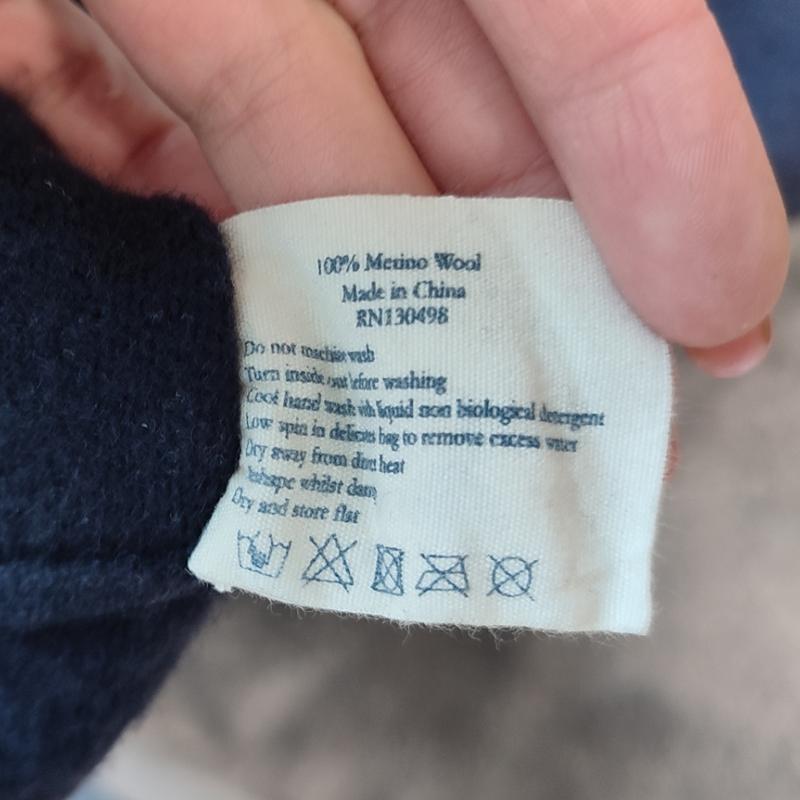 100% Merino Wool
Made in China
RN130498
Do not machine wash
Turn inside out before washing
Cool hand wash with liquid non biological detergent
Low spin in delicates bag to remove excess water
Dry away from direct heat
Reshape whilst damp
Dry and store flat